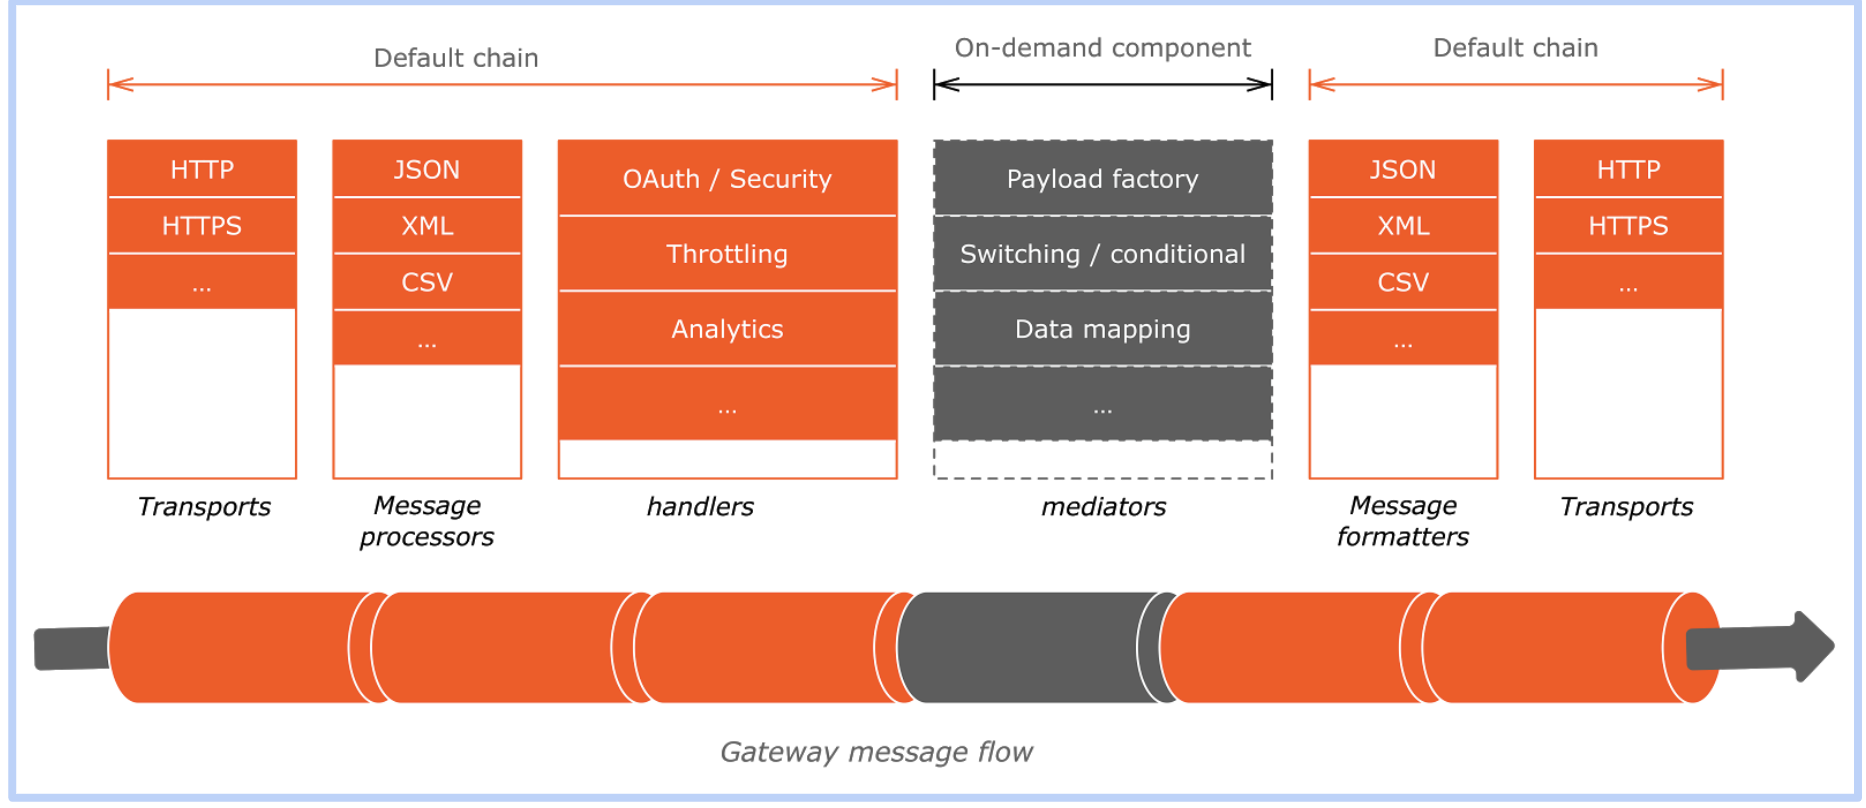 Default chain
On-demand component
Default chain
HTTP
HTTPS
...
Transports
JSON
XML
CSV
...
Message
processors
OAuth / Security
Throttling
Analytics
...
handlers
Payload factory
Switching / conditional
Data mapping
...
mediators
JSON
XML
CSV
...
Message
formatters
HTTP
HTTPS
...
Transports
Gateway message flow